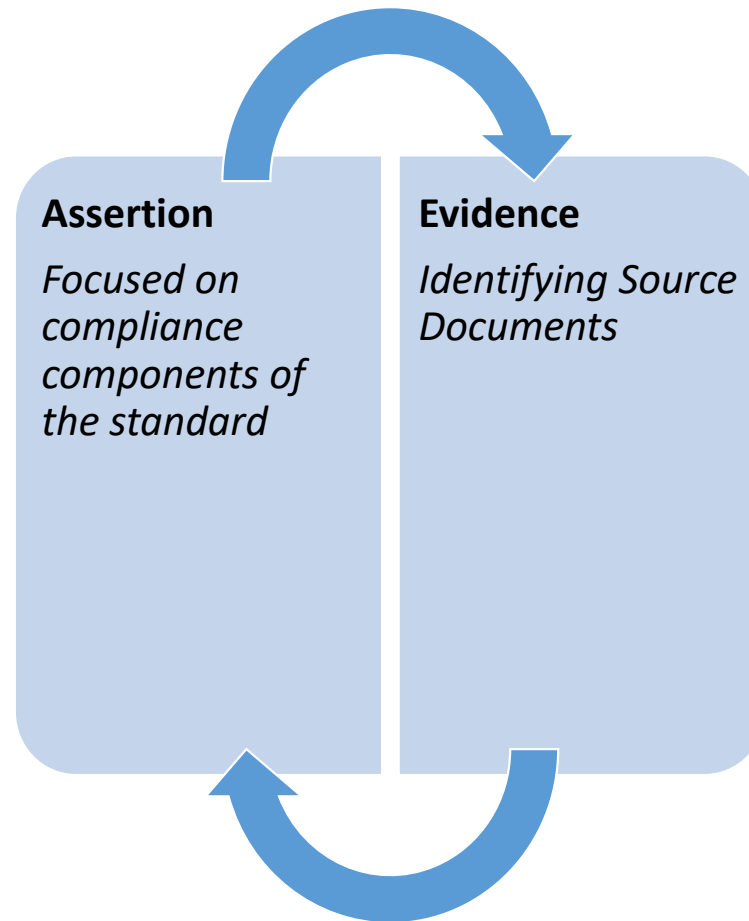 Assertion
Focused on
compliance
components of
the standard
Evidence
Identifying Source
Documents